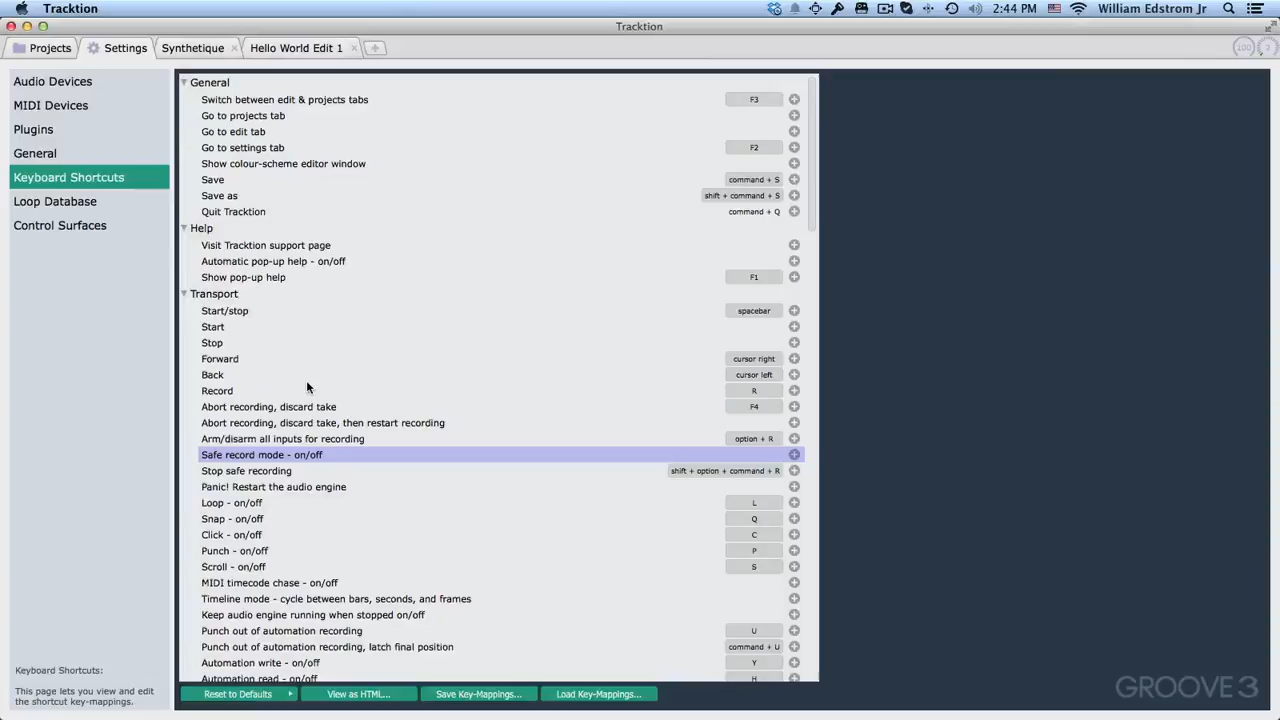 Tracktion
2:44 PM
William Edstrom Jr
Tracktion
Projects
Settings
Synthetique
Hello World Edit 1
Audio Devices
MIDI Devices
Plugins
General
Keyboard Shortcuts
Loop Database
Control Surfaces
General
Switch between edit & projects tabs F3
Go to projects tab
Go to edit tab
Go to settings tab F2
Show colour-scheme editor window
Save command + S
Save as shift + command + S
Quit Tracktion command + Q
Help
Visit Tracktion support page
Automatic pop-up help - on/off
Show pop-up help F1
Transport
Start/stop spacebar
Start
Stop
Forward cursor right
Back cursor left
Record R
Abort recording, discard take F4
Abort recording, discard take, then restart recording
Arm/disarm all inputs for recording option + R
Safe record mode - on/off
Stop safe recording shift + option + command + R
Panic! Restart the audio engine
Loop - on/off L
Snap - on/off Q
Click - on/off C
Punch - on/off P
Scroll - on/off S
MIDI timecode chase - on/off
Timeline mode - cycle between bars, seconds, and frames
Keep audio engine running when stopped on/off
Punch out of automation recording U
Punch out of automation recording, latch final position command + U
Automation write - on/off Y
Automation read - on/off H
Keyboard Shortcuts:
This page lets you view and edit
the shortcut key-mappings.
Reset to Defaults
View as HTML...
Save Key-Mappings...
Load Key-Mappings...
GROOVE 3